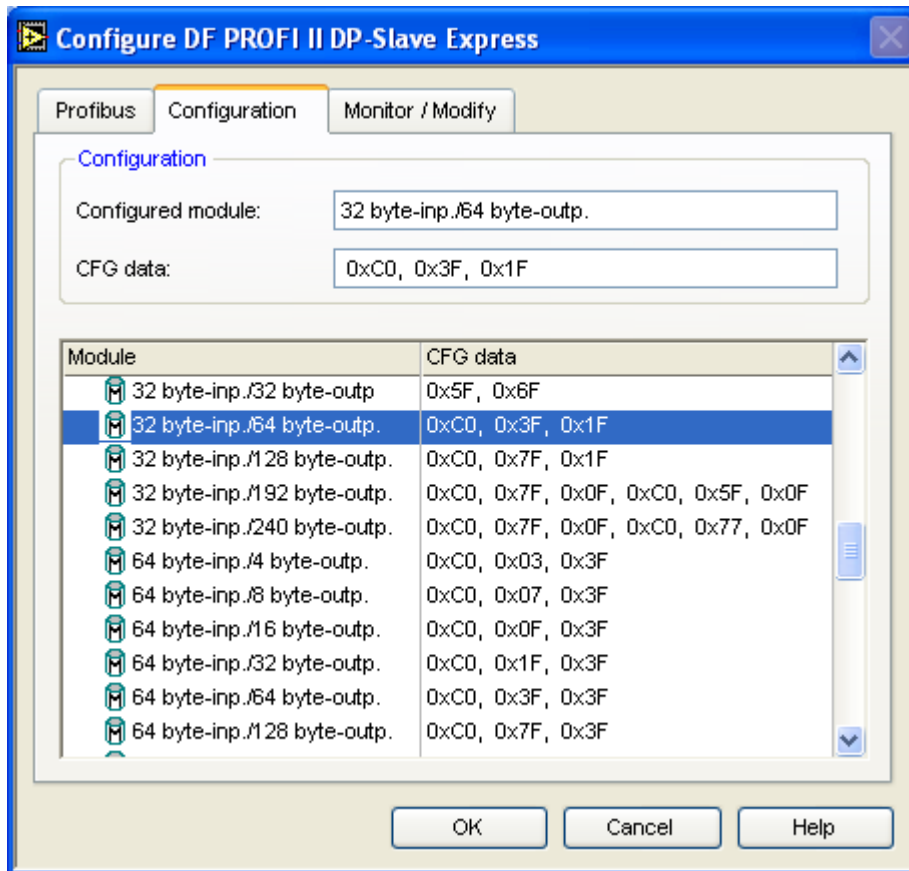 Configure DF PROFI II DP-Slave Express
Profibus Configuration Monitor / Modify
Configuration
Configured module: 32 byte-inp./64 byte-outp.
CFG data: 0xC0, 0x3F, 0x1F
Module CFG data
32 byte-inp./32 byte-outp 0x5F, 0x6F
32 byte-inp./64 byte-outp. 0xC0, 0x3F, 0x1F
32 byte-inp./128 byte-outp. 0xC0, 0x7F, 0x1F
32 byte-inp./192 byte-outp. 0xC0, 0x7F, 0x0F, 0xC0, 0x5F, 0x0F
32 byte-inp./240 byte-outp. 0xC0, 0x7F, 0x0F, 0xC0, 0x77, 0x0F
64 byte-inp./4 byte-outp. 0xC0, 0x03, 0x3F
64 byte-inp./8 byte-outp. 0xC0, 0x07, 0x3F
64 byte-inp./16 byte-outp. 0xC0, 0x0F, 0x3F
64 byte-inp./32 byte-outp. 0xC0, 0x1F, 0x3F
64 byte-inp./64 byte-outp. 0xC0, 0x3F, 0x3F
64 byte-inp./128 byte-outp. 0xC0, 0x7F, 0x3F
OK Cancel Help